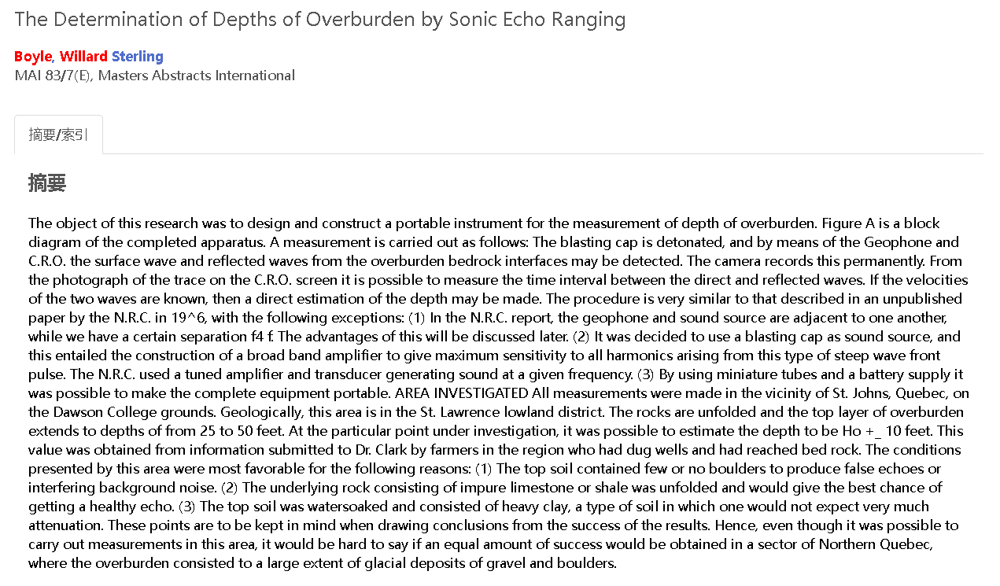 The Determination of Depths of Overburden by Sonic Echo Ranging
Boyle, Willard Sterling
MAI 83/7(E), Masters Abstracts International
摘要/索引
摘要
The object of this research was to design and construct a portable instrument for the measurement of depth of overburden. Figure A is a block
diagram of the completed apparatus. A measurement is carried out as follows: The blasting cap is detonated, and by means of the Geophone and
C.R.O. the surface wave and reflected waves from the overburden bedrock interfaces may be detected. The camera records this permanently. From
the photograph of the trace on the C.R.O. screen it is possible to measure the time interval between the direct and reflected waves. If the velocities
of the two waves are known, then a direct estimation of the depth may be made. The procedure is very similar to that described in an unpublished
paper by the N.R.C. in 19^6, with the following exceptions: (1) In the N.R.C. report, the geophone and sound source are adjacent to one another,
while we have a certain separation f4 f. The advantages of this will be discussed later. (2) It was decided to use a blasting cap as sound source, and
this entailed the construction of a broad band amplifier to give maximum sensitivity to all harmonics arising from this type of steep wave front
pulse. The N.R.C. used a tuned amplifier and transducer generating sound at a given frequency. (3) By using miniature tubes and a battery supply it
was possible to make the complete equipment portable. AREA INVESTIGATED All measurements were made in the vicinity of St. Johns, Quebec, on
the Dawson College grounds. Geologically, this area is in the St. Lawrence lowland district. The rocks are unfolded and the top layer of overburden
extends to depths of from 25 to 50 feet. At the particular point under investigation, it was possible to estimate the depth to be Ho +_ 10 feet. This
value was obtained from information submitted to Dr. Clark by farmers in the region who had dug wells and had reached bed rock. The conditions
presented by this area were most favorable for the following reasons: (1) The top soil contained few or no boulders to produce false echoes or
interfering background noise. (2) The underlying rock consisting of impure limestone or shale was unfolded and would give the best chance of
getting a healthy echo. (3) The top soil was watersoaked and consisted of heavy clay, a type of soil in which one would not expect very much
attenuation. These points are to be kept in mind when drawing conclusions from the success of the results. Hence, even though it was possible to
carry out measurements in this area, it would be hard to say if an equal amount of success would be obtained in a sector of Northern Quebec,
where the overburden consisted to a large extent of glacial deposits of gravel and boulders.